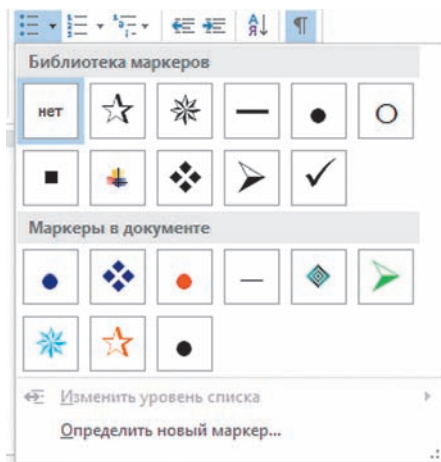 Библиотека маркеров
нет
Маркеры в документе
Изменить уровень списка
Определить новый маркер...